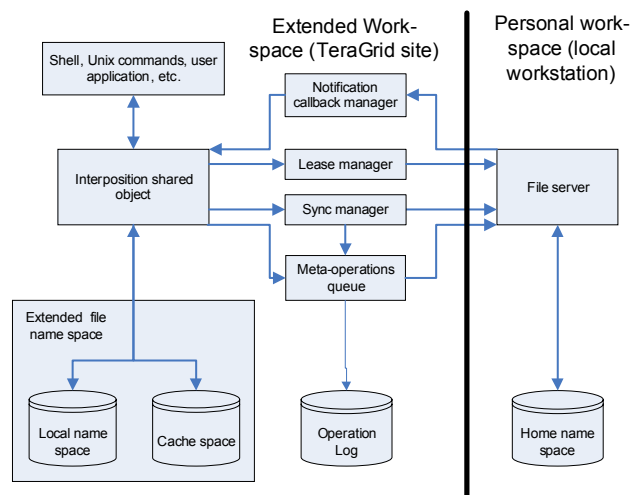 Extended Work-
space (TeraGrid site)
Personal work-
space (local
workstation)
Shell, Unix commands, user
application, etc.
Notification
callback manager
Interposition shared
object
Lease manager
File server
Sync manager
Meta-operations
queue
Extended file
name space
Local name
space
Cache space
Operation
Log
Home name
space